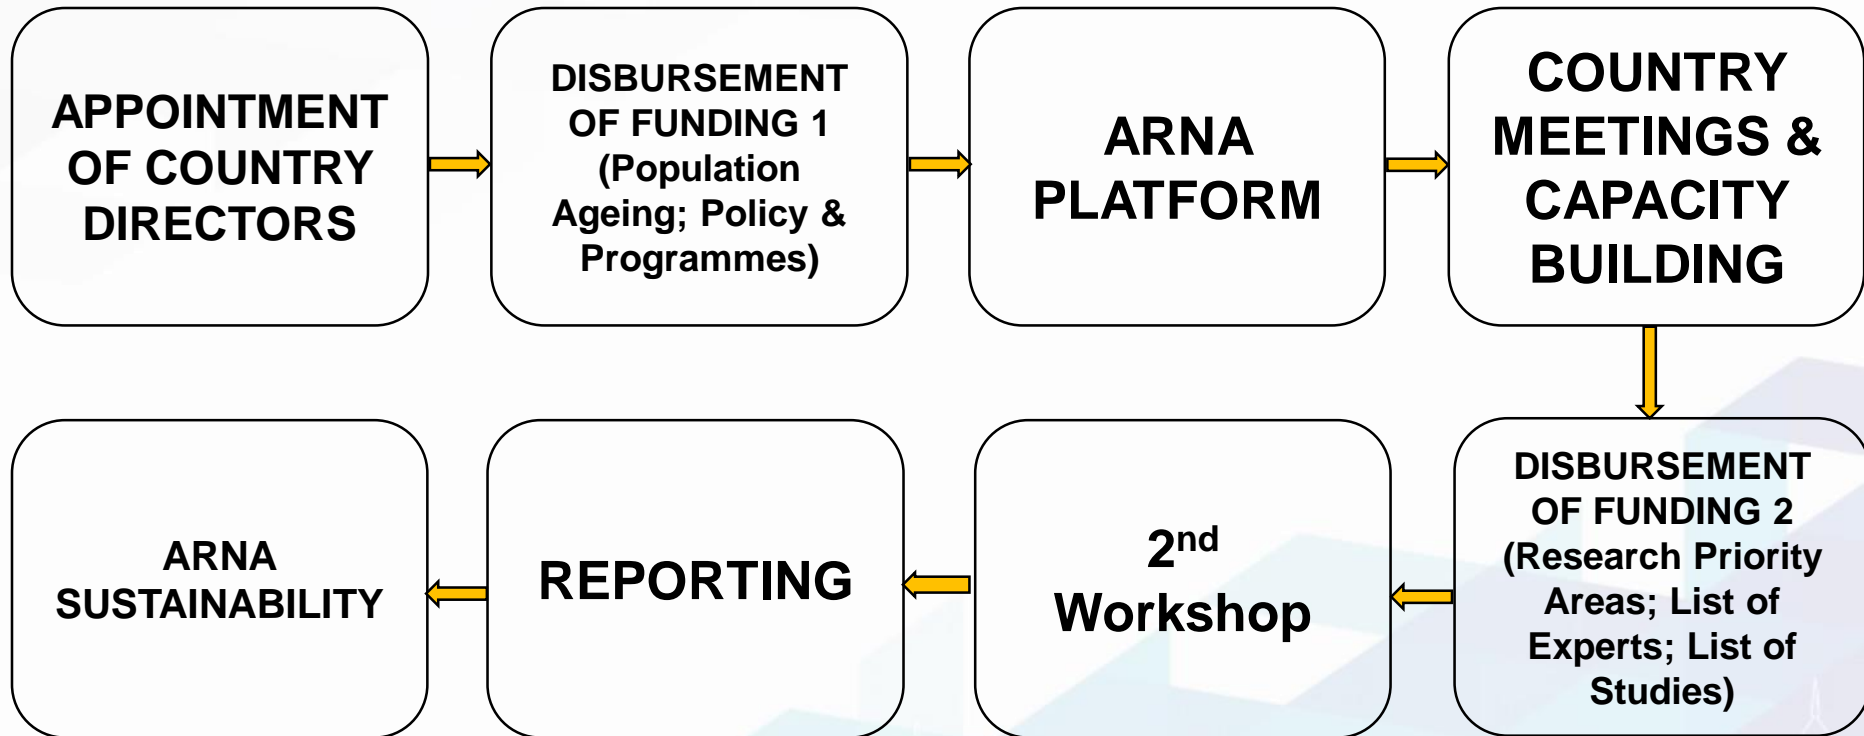 APPOINTMENT
OF COUNTRY
DIRECTORS
DISBURSEMENT
OF FUNDING 1
(Population
Ageing; Policy &
Programmes)
ARNA
PLATFORM
COUNTRY
MEETINGS &
CAPACITY
BUILDING
DISBURSEMENT
OF FUNDING 2
(Research Priority
Areas; List of
Experts; List of
Studies)
2nd
Workshop
REPORTING
ARNA
SUSTAINABILITY